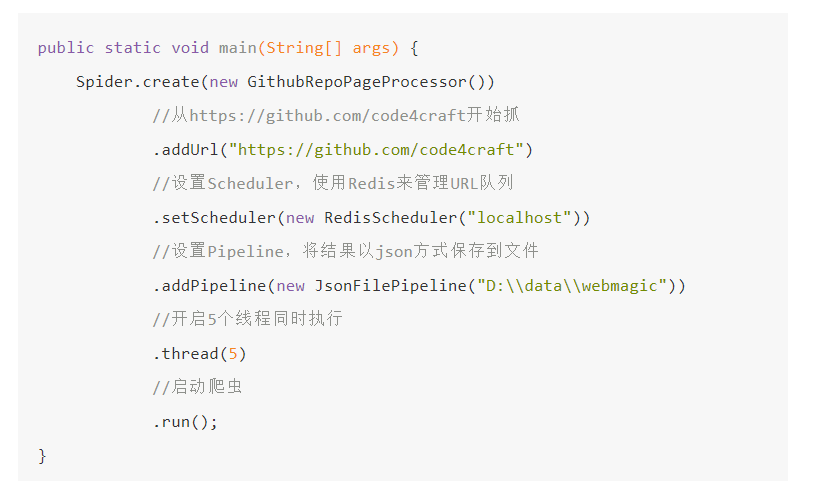 public static void main(String[] args) {
    Spider.create(new GithubRepoPageProcessor())
            //从https://github.com/code4craft开始抓
            .addUrl("https://github.com/code4craft")
            //设置Scheduler，使用Redis来管理URL队列
            .setScheduler(new RedisScheduler("localhost"))
            //设置Pipeline，将结果以json方式保存到文件
            .addPipeline(new JsonFilePipeline("D:\\data\\webmagic"))
            //开启5个线程同时执行
            .thread(5)
            //启动爬虫
            .run();
}